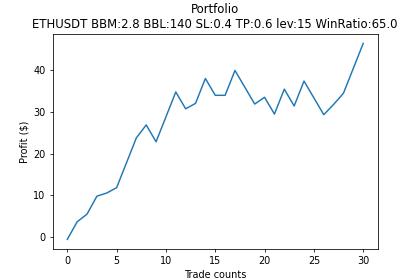 Portfolio
ETHUSDT BBM:2.8 BBL:140 SL:0.4 TP:0.6 lev:15 WinRatio:65.0
40
30
20
10
0
Profit ($)
0 5 10 15 20 25 30
Trade counts